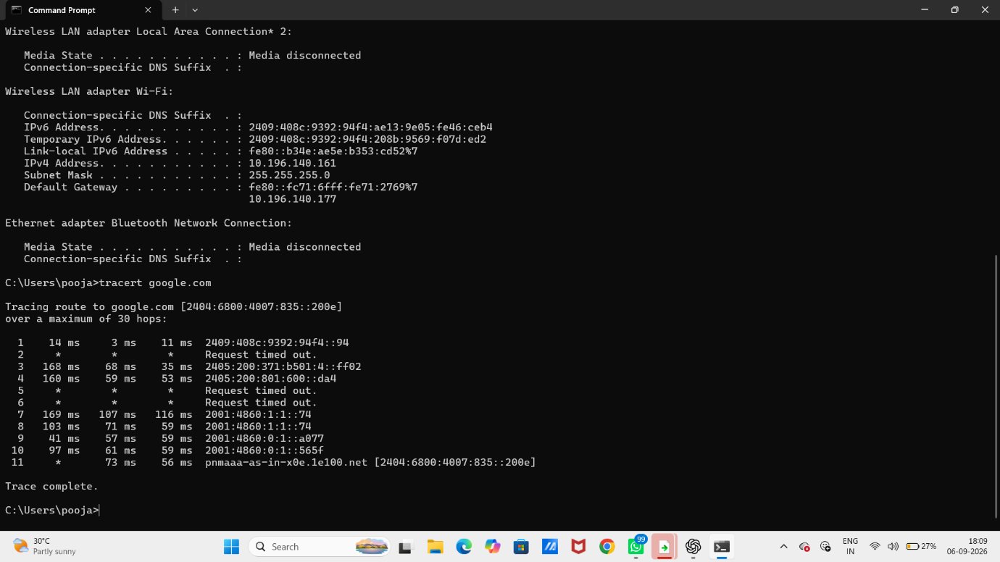 Command Prompt
Wireless LAN adapter Local Area Connection* 2:
Media State . . . . . . . . . . . : Media disconnected
Connection-specific DNS Suffix  . :
Wireless LAN adapter Wi-Fi:
Connection-specific DNS Suffix  . :
IPv6 Address. . . . . . . . . . . : 2409:408c:9392:94f4:ae13:9e05:fe46:ceb4
Temporary IPv6 Address. . . . . . : 2409:408c:9392:94f4:208b:9569:f07d:ed2
Link-local IPv6 Address . . . . . : fe80::b34e:ae5e:b353:cd52%7
IPv4 Address. . . . . . . . . . . : 10.196.140.161
Subnet Mask . . . . . . . . . . . : 255.255.255.0
Default Gateway . . . . . . . . . : fe80::fc71:6fff:fe71:2769%7
10.196.140.177
Ethernet adapter Bluetooth Network Connection:
Media State . . . . . . . . . . . : Media disconnected
Connection-specific DNS Suffix  . :
C:\Users\pooja>tracert google.com
Tracing route to google.com [2404:6800:4007:835::200e]
over a maximum of 30 hops:
1    14 ms     3 ms    11 ms  2409:408c:9392:94f4::94
2     *        *        *     Request timed out.
3   168 ms    68 ms    35 ms  2405:200:371:b501:4::ff02
4   160 ms    59 ms    53 ms  2405:200:801:600::da4
5     *        *        *     Request timed out.
6     *        *        *     Request timed out.
7   169 ms   107 ms   116 ms  2001:4860:1:1::74
8   103 ms    71 ms    59 ms  2001:4860:1:1::74
9    41 ms    57 ms    59 ms  2001:4860:0:1::a077
10    97 ms    61 ms    59 ms  2001:4860:0:1::565f
11     *       73 ms    56 ms  pnmaaa-as-in-x0e.1e100.net [2404:6800:4007:835::200e]
Trace complete.
C:\Users\pooja>
30°C
Partly sunny
Search
99
ENG
IN
27%
18:09
06-09-2026